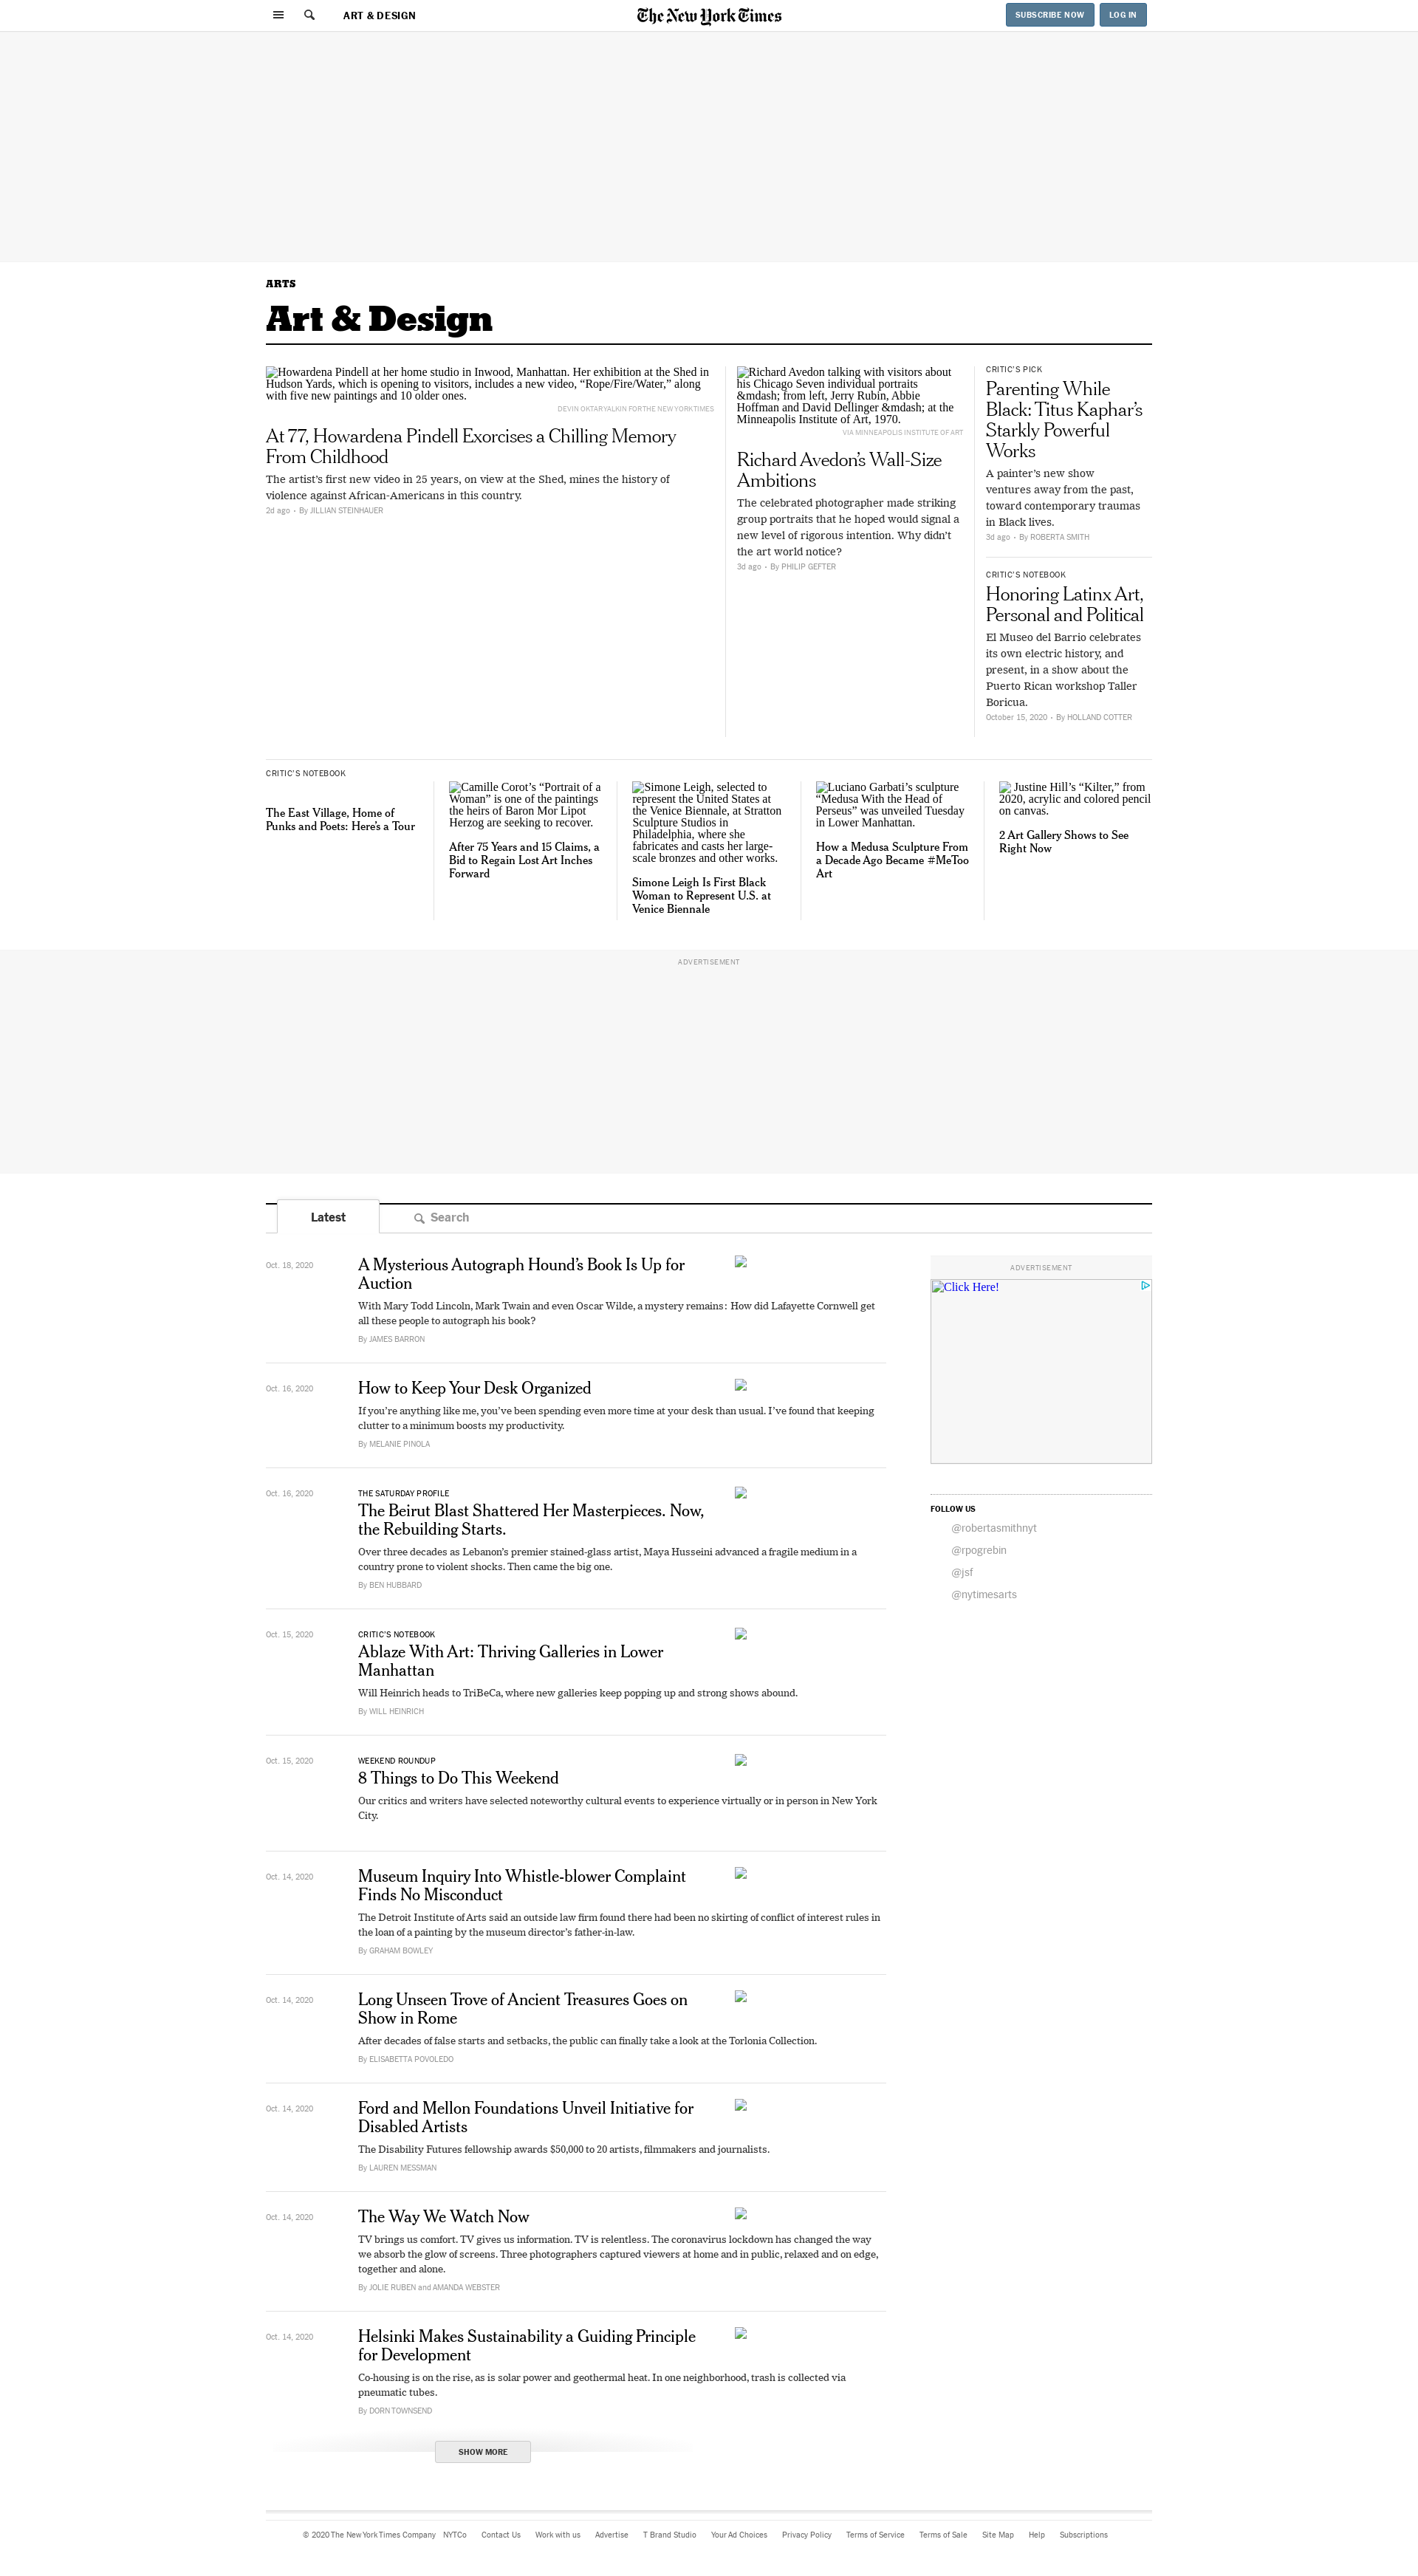 ART & DESIGN
The New York Times
SUBSCRIBE NOW
LOG IN
ARTS
Art & Design
Howardena Pindell at her home studio in Inwood, Manhattan. Her exhibition at the Shed in
Hudson Yards, which is opening to visitors, includes a new video, “Rope/Fire/Water,” along
with five new paintings and 10 older ones.
DEVIN OKTAR YALKIN FOR THE NEW YORK TIMES
At 77, Howardena Pindell Exorcises a Chilling Memory
From Childhood
The artist’s first new video in 25 years, on view at the Shed, mines the history of
violence against African-Americans in this country.
2d ago • By JILLIAN STEINHAUER
Richard Avedon talking with visitors about
his Chicago Seven individual portraits
&mdash; from left, Jerry Rubin, Abbie
Hoffman and David Dellinger &mdash; at the
Minneapolis Institute of Art, 1970.
VIA MINNEAPOLIS INSTITUTE OF ART
Richard Avedon’s Wall-Size
Ambitions
The celebrated photographer made striking
group portraits that he hoped would signal a
new level of rigorous intention. Why didn’t
the art world notice?
3d ago • By PHILIP GEFTER
CRITIC’S PICK
Parenting While
Black: Titus Kaphar’s
Starkly Powerful
Works
A painter’s new show
ventures away from the past,
toward contemporary traumas
in Black lives.
3d ago • By ROBERTA SMITH
CRITIC’S NOTEBOOK
Honoring Latinx Art,
Personal and Political
El Museo del Barrio celebrates
its own electric history, and
present, in a show about the
Puerto Rican workshop Taller
Boricua.
October 15, 2020 • By HOLLAND COTTER
CRITIC’S NOTEBOOK
The East Village, Home of
Punks and Poets: Here’s a Tour
Camille Corot’s “Portrait of a
Woman” is one of the paintings
the heirs of Baron Mor Lipot
Herzog are seeking to recover.
After 75 Years and 15 Claims, a
Bid to Regain Lost Art Inches
Forward
Simone Leigh, selected to
represent the United States at
the Venice Biennale, at Stratton
Sculpture Studios in
Philadelphia, where she
fabricates and casts her large-
scale bronzes and other works.
Simone Leigh Is First Black
Woman to Represent U.S. at
Venice Biennale
Luciano Garbati’s sculpture
“Medusa With the Head of
Perseus” was unveiled Tuesday
in Lower Manhattan.
How a Medusa Sculpture From
a Decade Ago Became #MeToo
Art
Justine Hill’s “Kilter,” from
2020, acrylic and colored pencil
on canvas.
2 Art Gallery Shows to See
Right Now
ADVERTISEMENT
Latest
Search
Oct. 18, 2020
A Mysterious Autograph Hound’s Book Is Up for
Auction
With Mary Todd Lincoln, Mark Twain and even Oscar Wilde, a mystery remains: How did Lafayette Cornwell get
all these people to autograph his book?
By JAMES BARRON
Oct. 16, 2020
How to Keep Your Desk Organized
If you’re anything like me, you’ve been spending even more time at your desk than usual. I’ve found that keeping
clutter to a minimum boosts my productivity.
By MELANIE PINOLA
Oct. 16, 2020
THE SATURDAY PROFILE
The Beirut Blast Shattered Her Masterpieces. Now,
the Rebuilding Starts.
Over three decades as Lebanon’s premier stained-glass artist, Maya Husseini advanced a fragile medium in a
country prone to violent shocks. Then came the big one.
By BEN HUBBARD
Oct. 15, 2020
CRITIC’S NOTEBOOK
Ablaze With Art: Thriving Galleries in Lower
Manhattan
Will Heinrich heads to TriBeCa, where new galleries keep popping up and strong shows abound.
By WILL HEINRICH
Oct. 15, 2020
WEEKEND ROUNDUP
8 Things to Do This Weekend
Our critics and writers have selected noteworthy cultural events to experience virtually or in person in New York
City.
Oct. 14, 2020
Museum Inquiry Into Whistle-blower Complaint
Finds No Misconduct
The Detroit Institute of Arts said an outside law firm found there had been no skirting of conflict of interest rules in
the loan of a painting by the museum director’s father-in-law.
By GRAHAM BOWLEY
Oct. 14, 2020
Long Unseen Trove of Ancient Treasures Goes on
Show in Rome
After decades of false starts and setbacks, the public can finally take a look at the Torlonia Collection.
By ELISABETTA POVOLEDO
Oct. 14, 2020
Ford and Mellon Foundations Unveil Initiative for
Disabled Artists
The Disability Futures fellowship awards $50,000 to 20 artists, filmmakers and journalists.
By LAUREN MESSMAN
Oct. 14, 2020
The Way We Watch Now
TV brings us comfort. TV gives us information. TV is relentless. The coronavirus lockdown has changed the way
we absorb the glow of screens. Three photographers captured viewers at home and in public, relaxed and on edge,
together and alone.
By JOLIE RUBEN and AMANDA WEBSTER
Oct. 14, 2020
Helsinki Makes Sustainability a Guiding Principle
for Development
Co-housing is on the rise, as is solar power and geothermal heat. In one neighborhood, trash is collected via
pneumatic tubes.
By DORN TOWNSEND
SHOW MORE
ADVERTISEMENT
Click Here!
FOLLOW US
@robertasmithnyt
@rpogrebin
@jsf
@nytimesarts
© 2020 The New York Times Company NYTCo Contact Us Work with us Advertise T Brand Studio Your Ad Choices Privacy Policy Terms of Service Terms of Sale Site Map Help Subscriptions